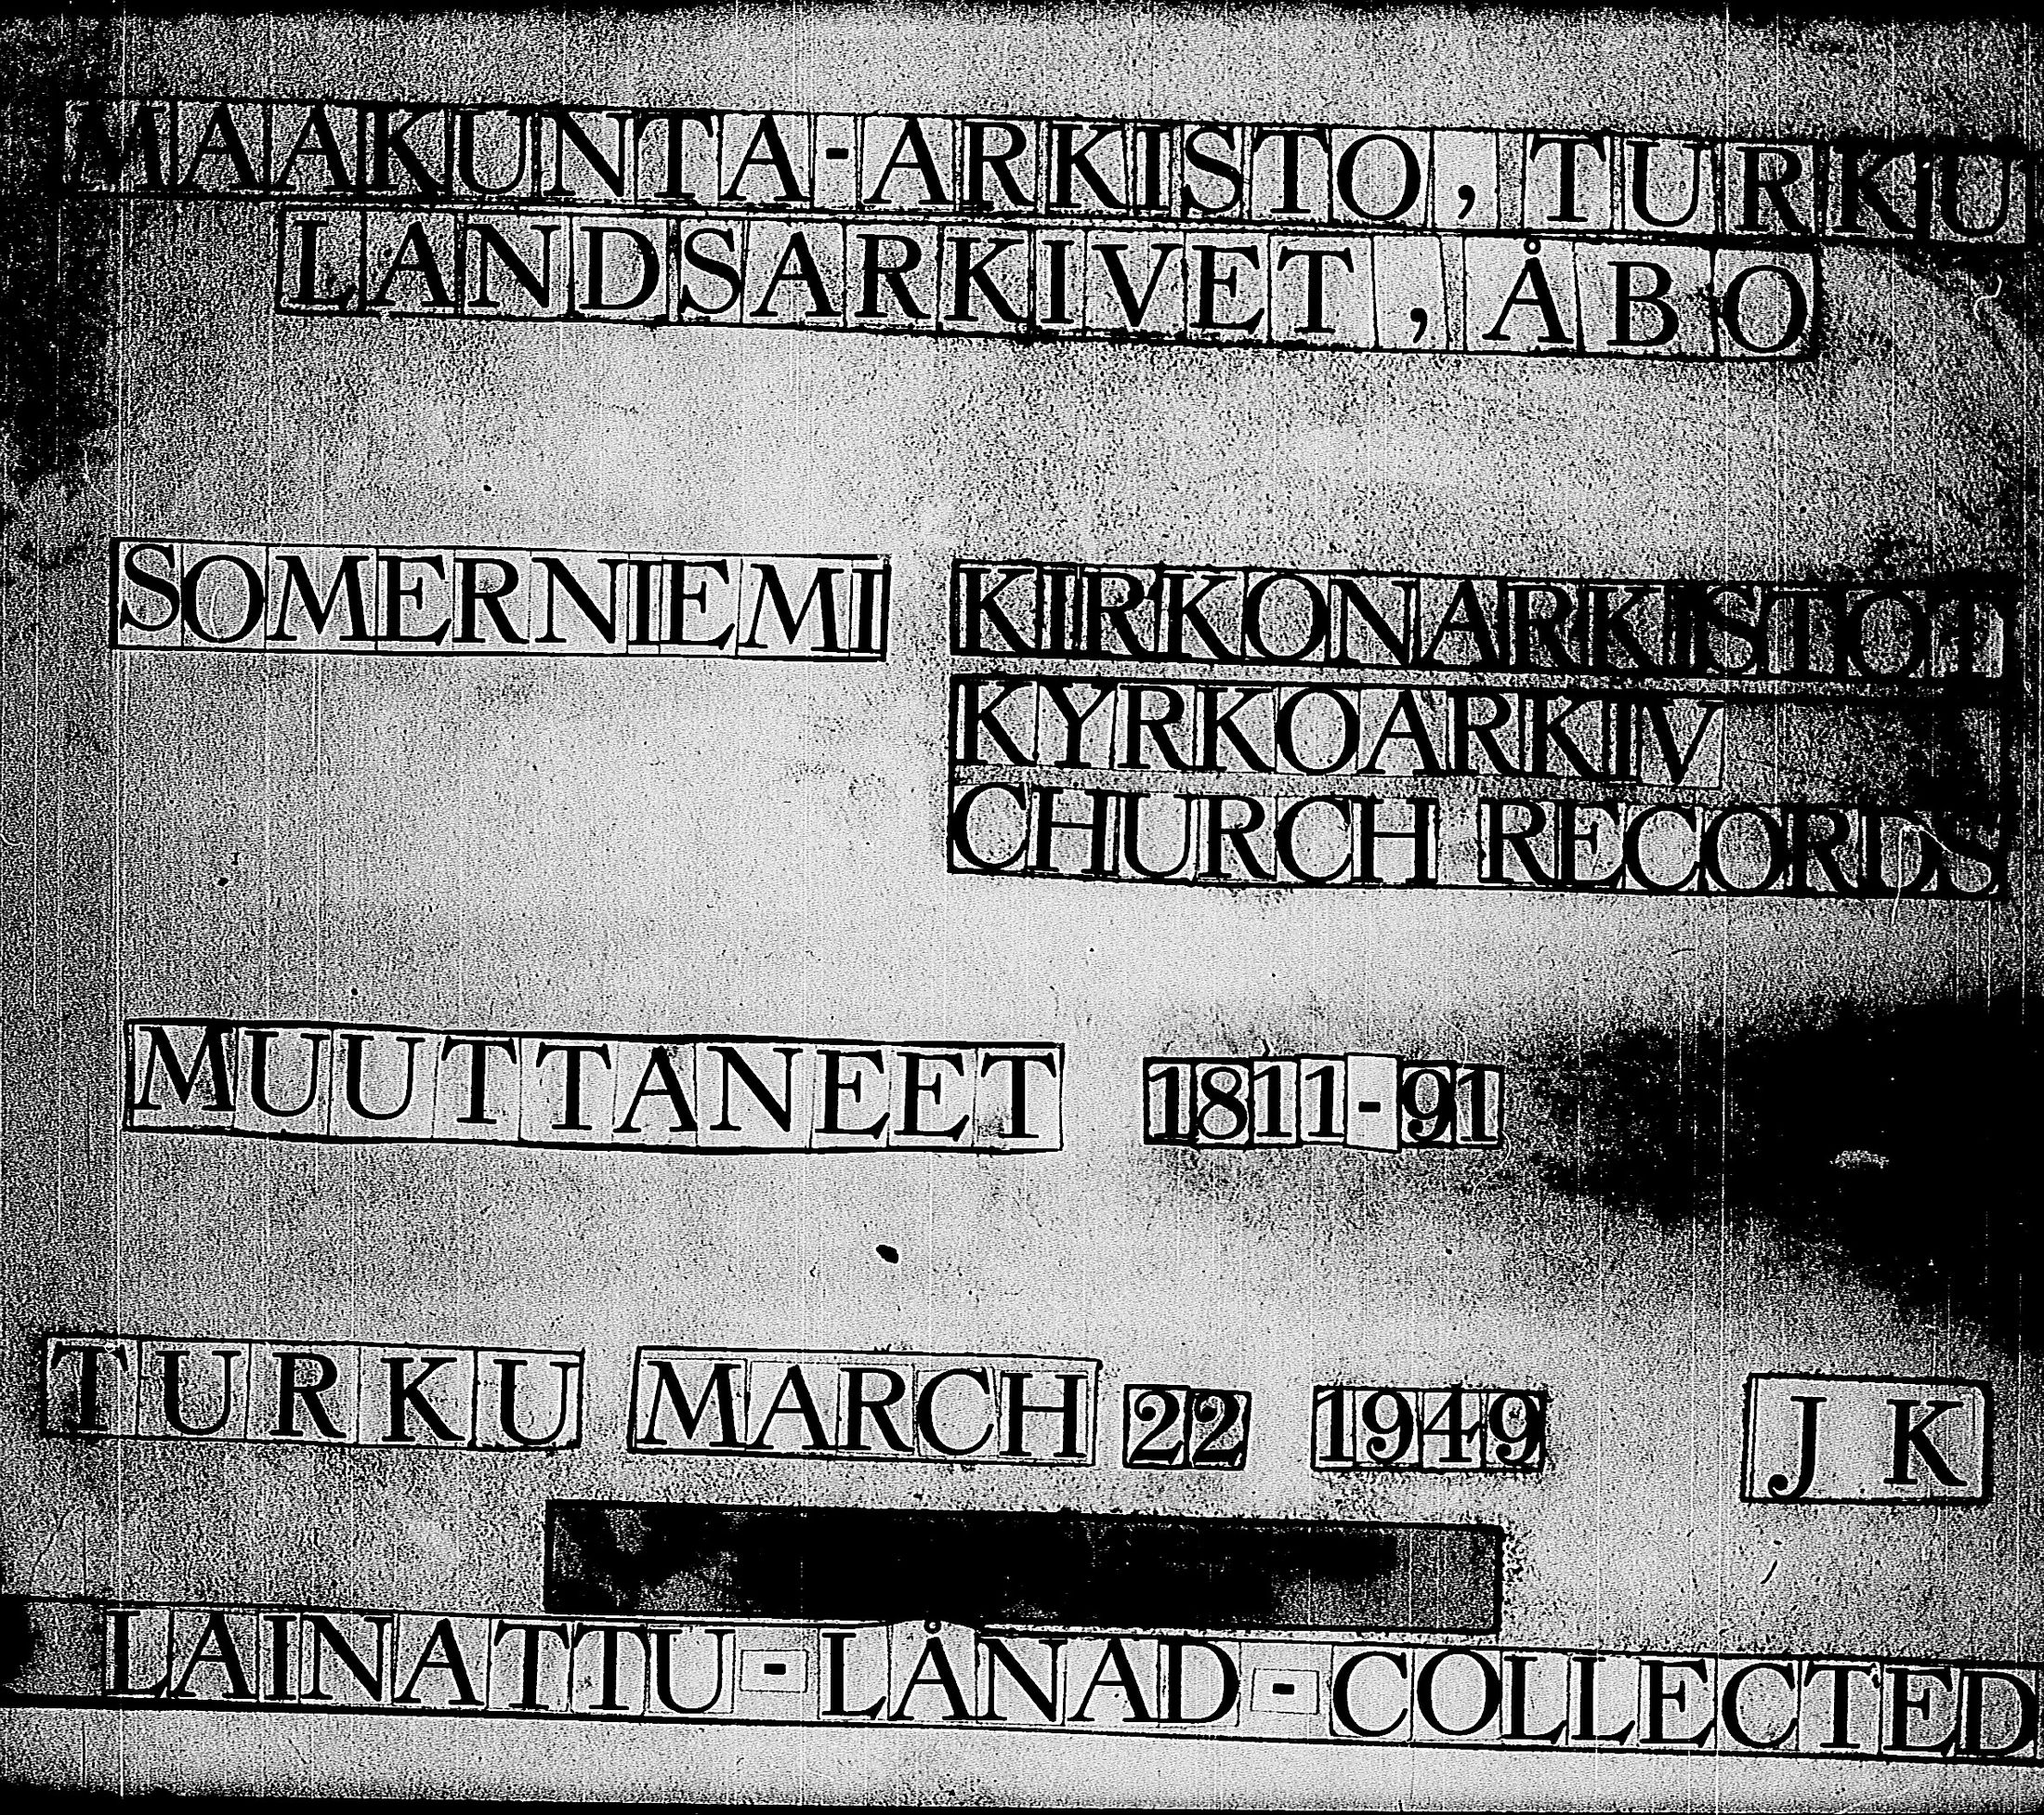 MAAKUNTA-ARKISTO, TURKU
LANDSARKIVET, ÅBO
SOMERNIEMI KIRKONARKISTOT
KYRKOARKIV
CHURCH RECORDS
MUUTTANEET 1811-91
TURKU MARCH 22 1949 J K
LAINATTU-LÅNAD-COLLECTED